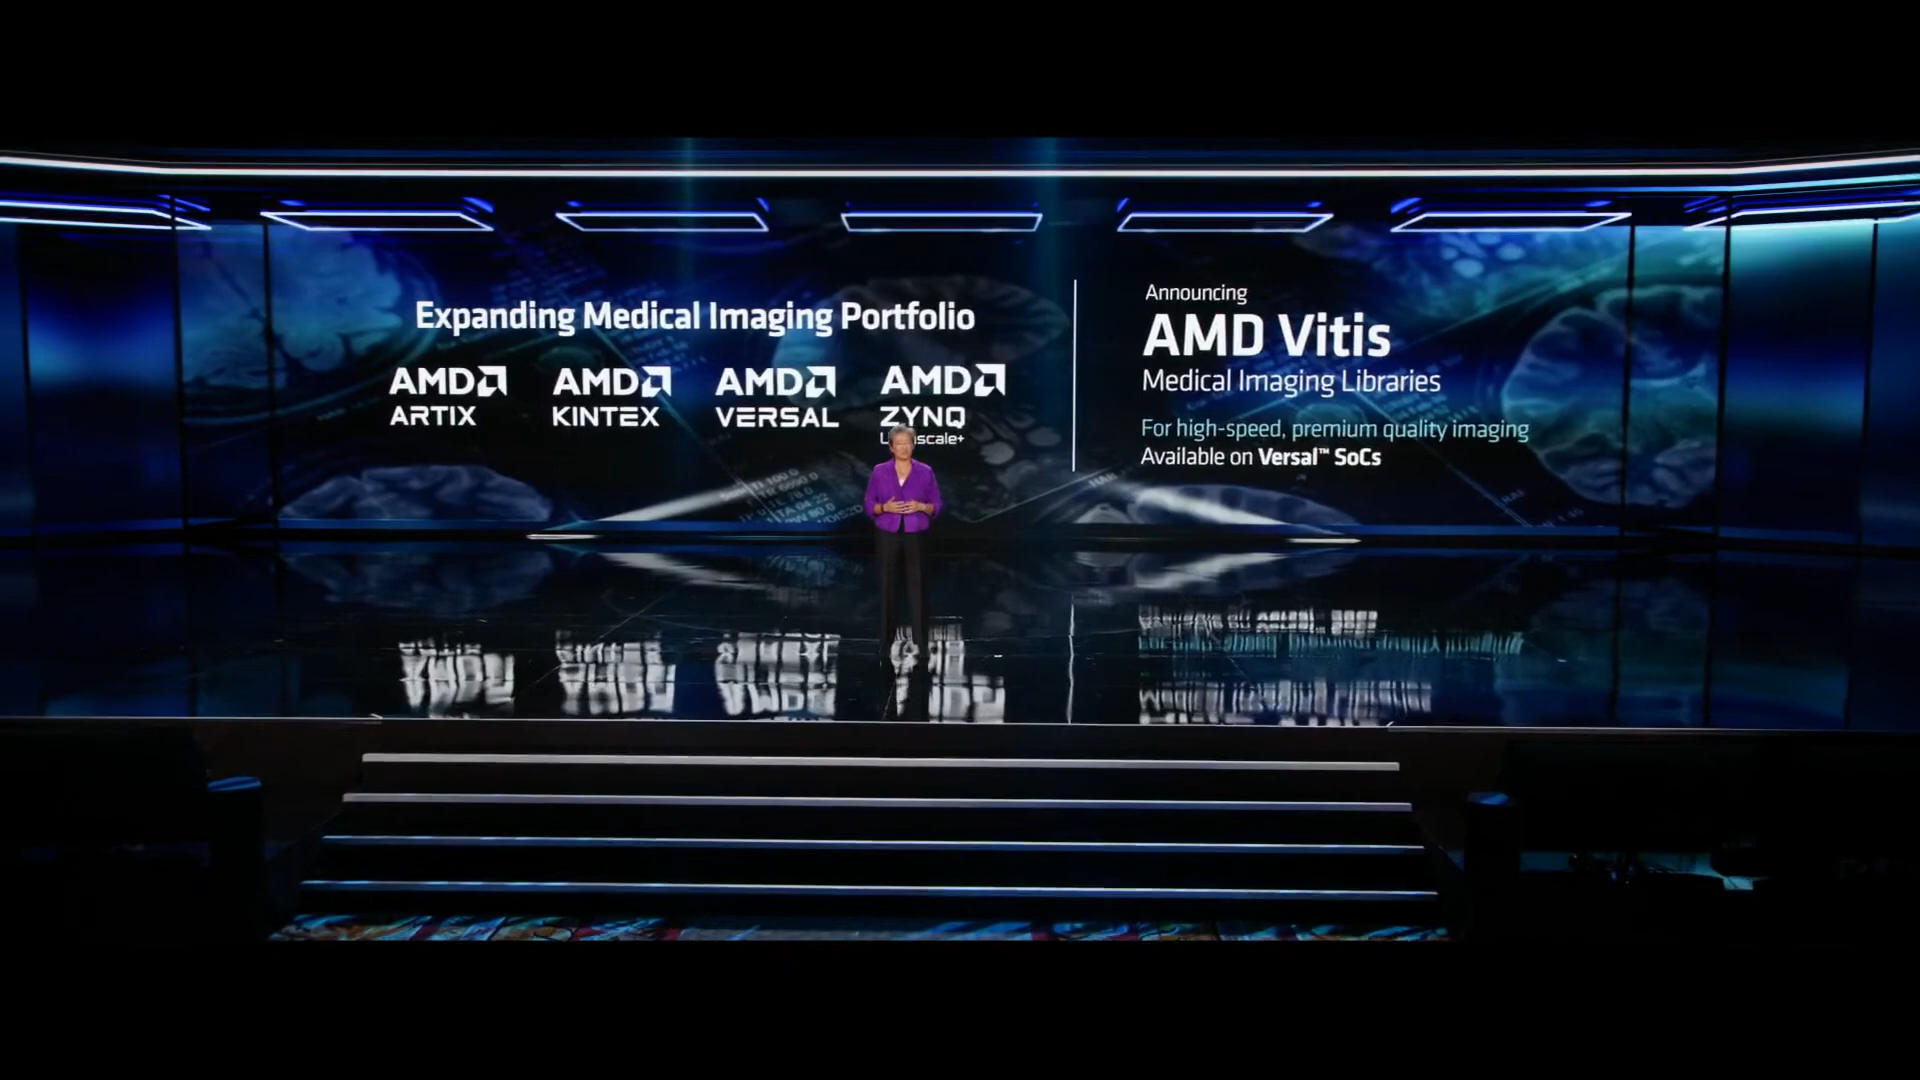 Expanding Medical Imaging Portfolio
AMD
ARTIX
AMD
KINTEX
AMD
VERSAL
AMD
ZYNQ
Announcing
AMD Vitis
Medical Imaging Libraries
For high-speed, premium quality imaging
Available on Versal™ SoCs